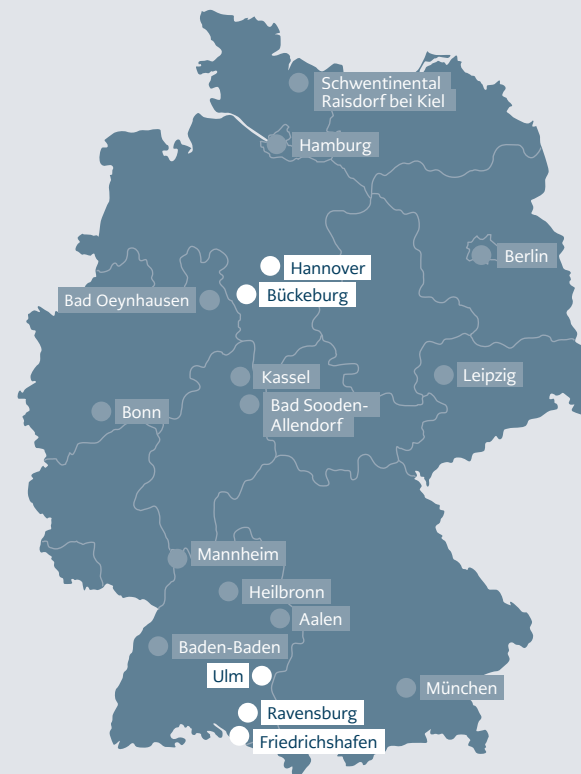 Schwentinental
Raisdorf bei Kiel
Hamburg
Berlin
Hannover
Bückeburg
Bad Oeynhausen
Kassel
Leipzig
Bad Sooden-
Allendorf
Bonn
Mannheim
Heilbronn
Aalen
Baden-Baden
Ulm
München
Ravensburg
Friedrichshafen